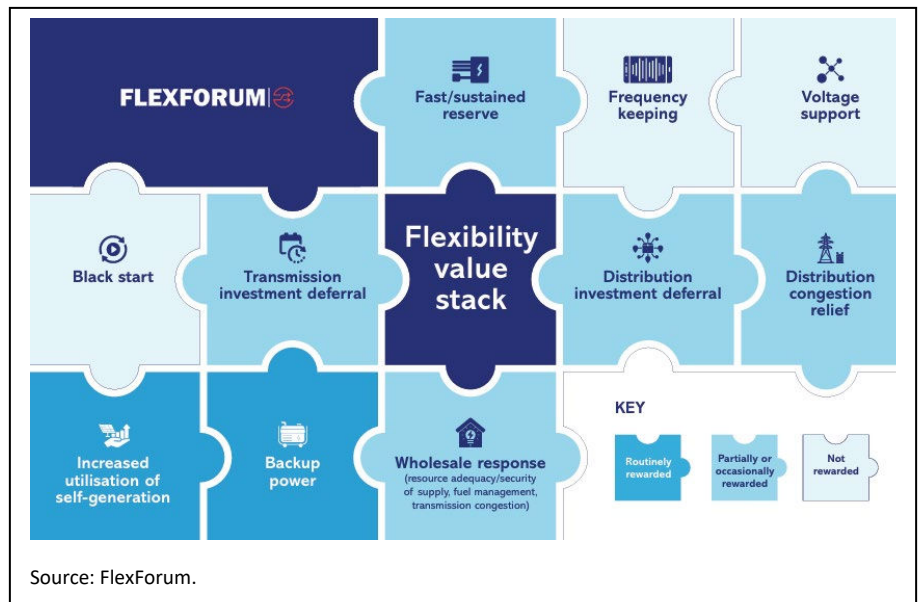 FLEXFORUM
Fast/sustained
reserve
Frequency
keeping
Voltage
support
Black start
Transmission
investment deferral
Flexibility
value
stack
Distribution
investment deferral
Distribution
congestion
relief
Increased
utilisation of
self-generation
Backup
power
Wholesale response
(resource adequacy/security
of supply, fuel management,
transmission congestion)
KEY
Routinely
rewarded
Partially or
occasionally
rewarded
Not
rewarded
Source: FlexForum.